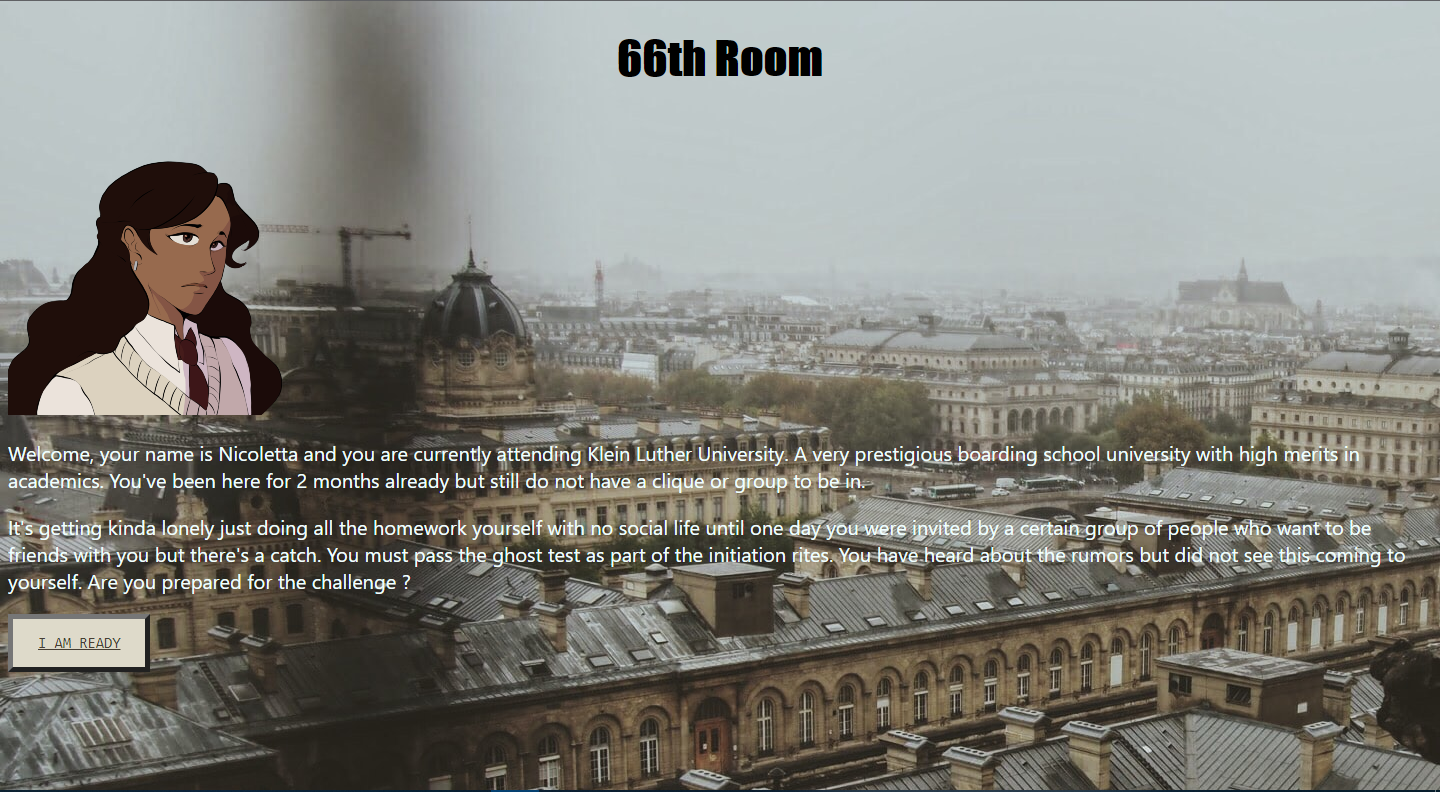 66th Room
Welcome, your name is Nicoletta and you are currently attending Klein Luther University. A very prestigious boarding school university with high merits in
academics. You've been here for 2 months already but still do not have a clique or group to be in.
It's getting kinda lonely just doing all the homework yourself with no social life until one day you were invited by a certain group of people who want to be
friends with you but there's a catch. You must pass the ghost test as part of the initiation rites. You have heard about the rumors but did not see this coming to
yourself. Are you prepared for the challenge ?
I AM READY